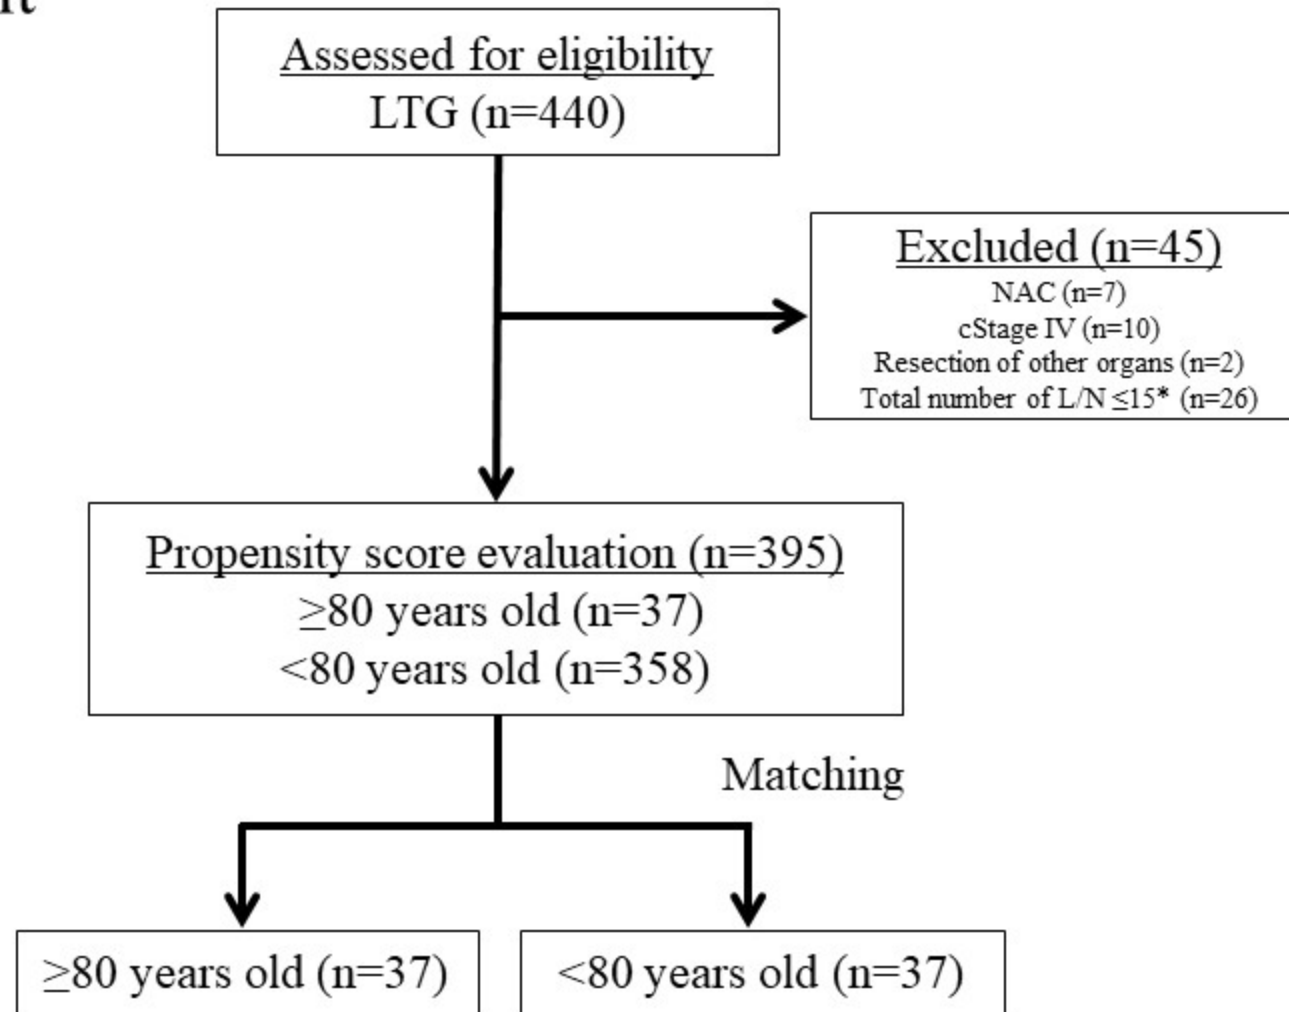 Assessed for eligibility
LTG (n=440)
Excluded (n=45)
NAC (n=7)
cStage IV (n=10)
Resection of other organs (n=2)
Total number of L/N ≤15* (n=26)
Propensity score evaluation (n=395)
≥80 years old (n=37)
<80 years old (n=358)
Matching
≥80 years old (n=37)
<80 years old (n=37)